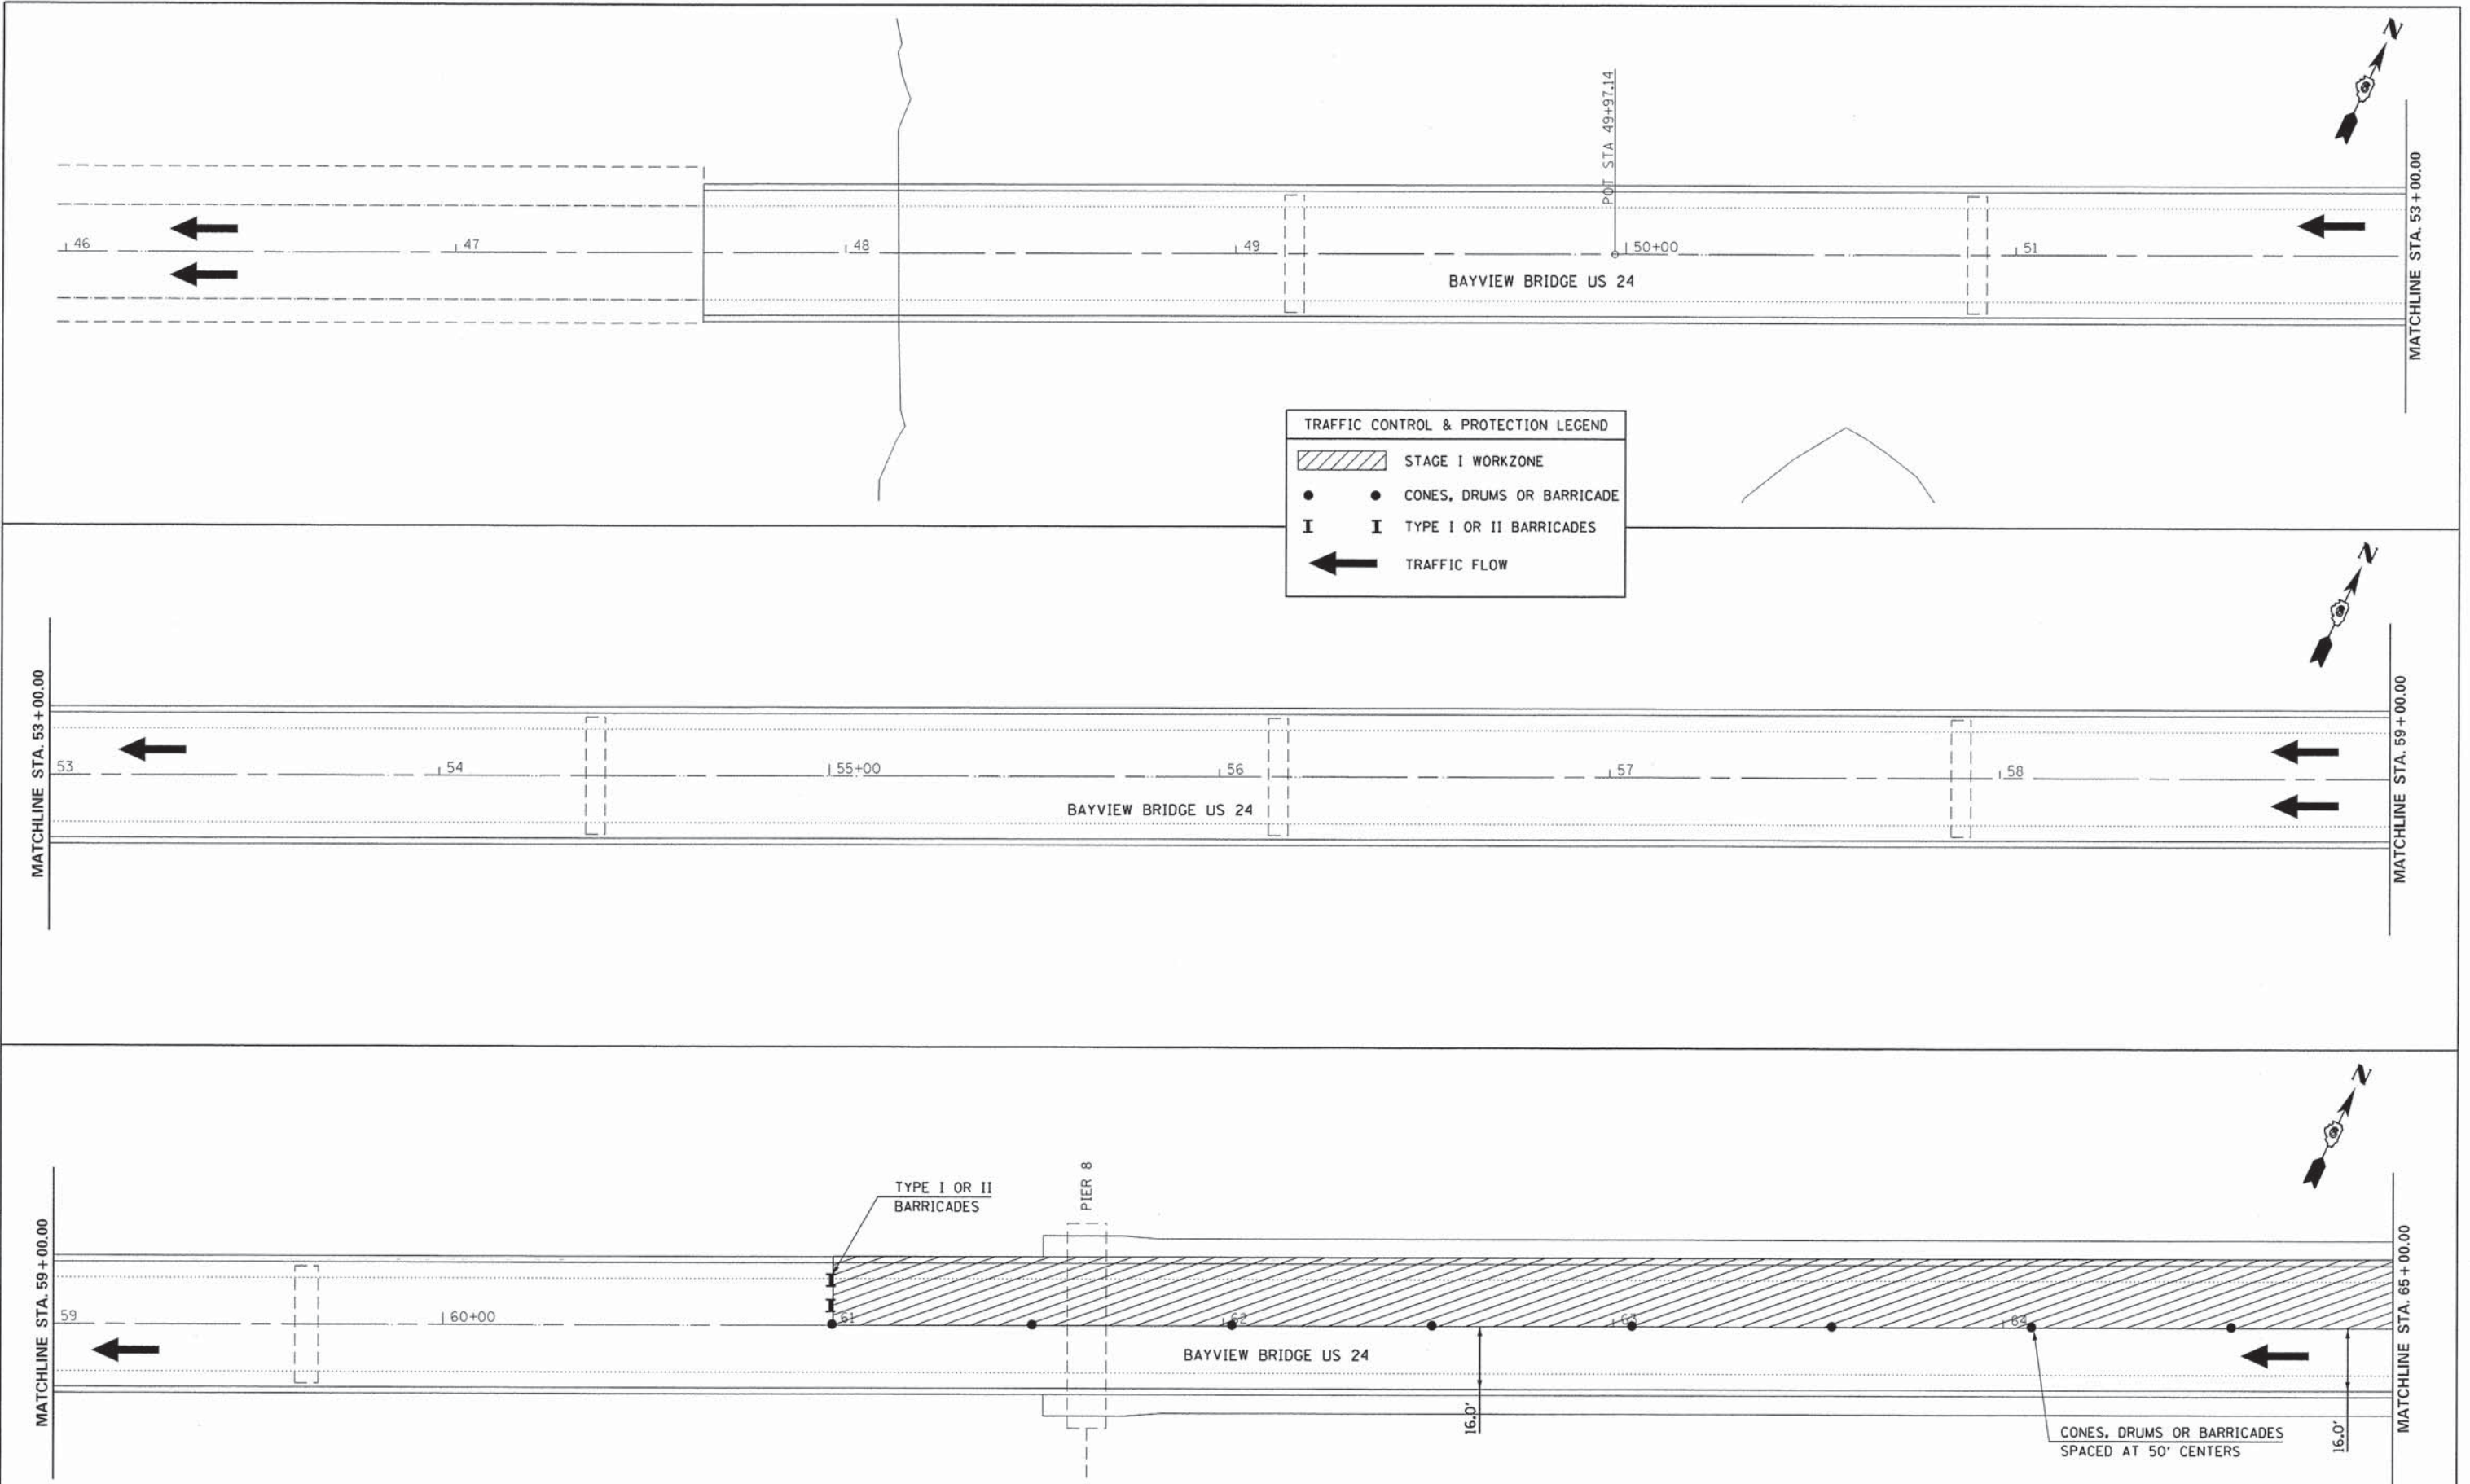 N
POT STA 49+97.14
MATCHLINE STA. 53+00.00
46
47
48
49
50+00
51
BAYVIEW BRIDGE US 24
TRAFFIC CONTROL & PROTECTION LEGEND
STAGE I WORKZONE
CONES, DRUMS OR BARRICADE
I I TYPE I OR II BARRICADES
TRAFFIC FLOW
N
MATCHLINE STA. 53+00.00
53
54
55+00
56
57
58
BAYVIEW BRIDGE US 24
MATCHLINE STA. 59+00.00
N
TYPE I OR II
BARRICADES
PIER 8
MATCHLINE STA. 59+00.00
I
I
59
60+00
61
62
63
64
BAYVIEW BRIDGE US 24
16.0'
CONES, DRUMS OR BARRICADES
SPACED AT 50' CENTERS
16.0'
MATCHLINE STA. 65+00.00